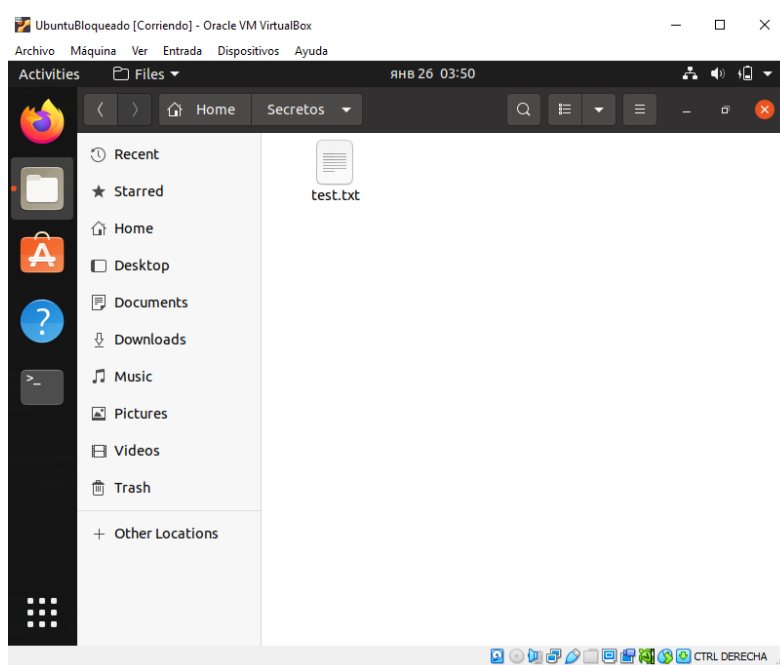 UbuntuBloqueado [Corriendo] - Oracle VM VirtualBox
Archivo Máquina Ver Entrada Dispositivos Ayuda
Activities Files янв 26 03:50
Home Secretos
Recent
Starred
Home
Desktop
Documents
Downloads
Music
Pictures
Videos
Trash
+ Other Locations
test.txt
CTRL DERECHA